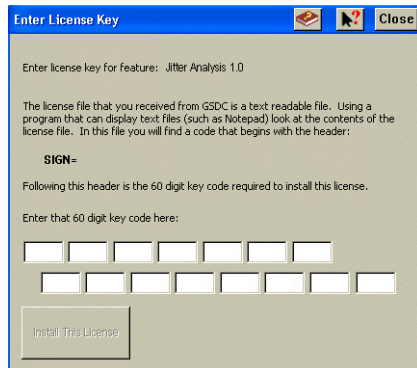 Enter License Key
?
Close
Enter license key for feature: Jitter Analysis 1.0
The license file that you received from GSDC is a text readable file. Using a
program that can display text files (such as Notepad) look at the contents of the
license file. In this file you will find a code that begins with the header:
SIGN=
Following this header is the 60 digit key code required to install this license.
Enter that 60 digit key code here:
Install This License